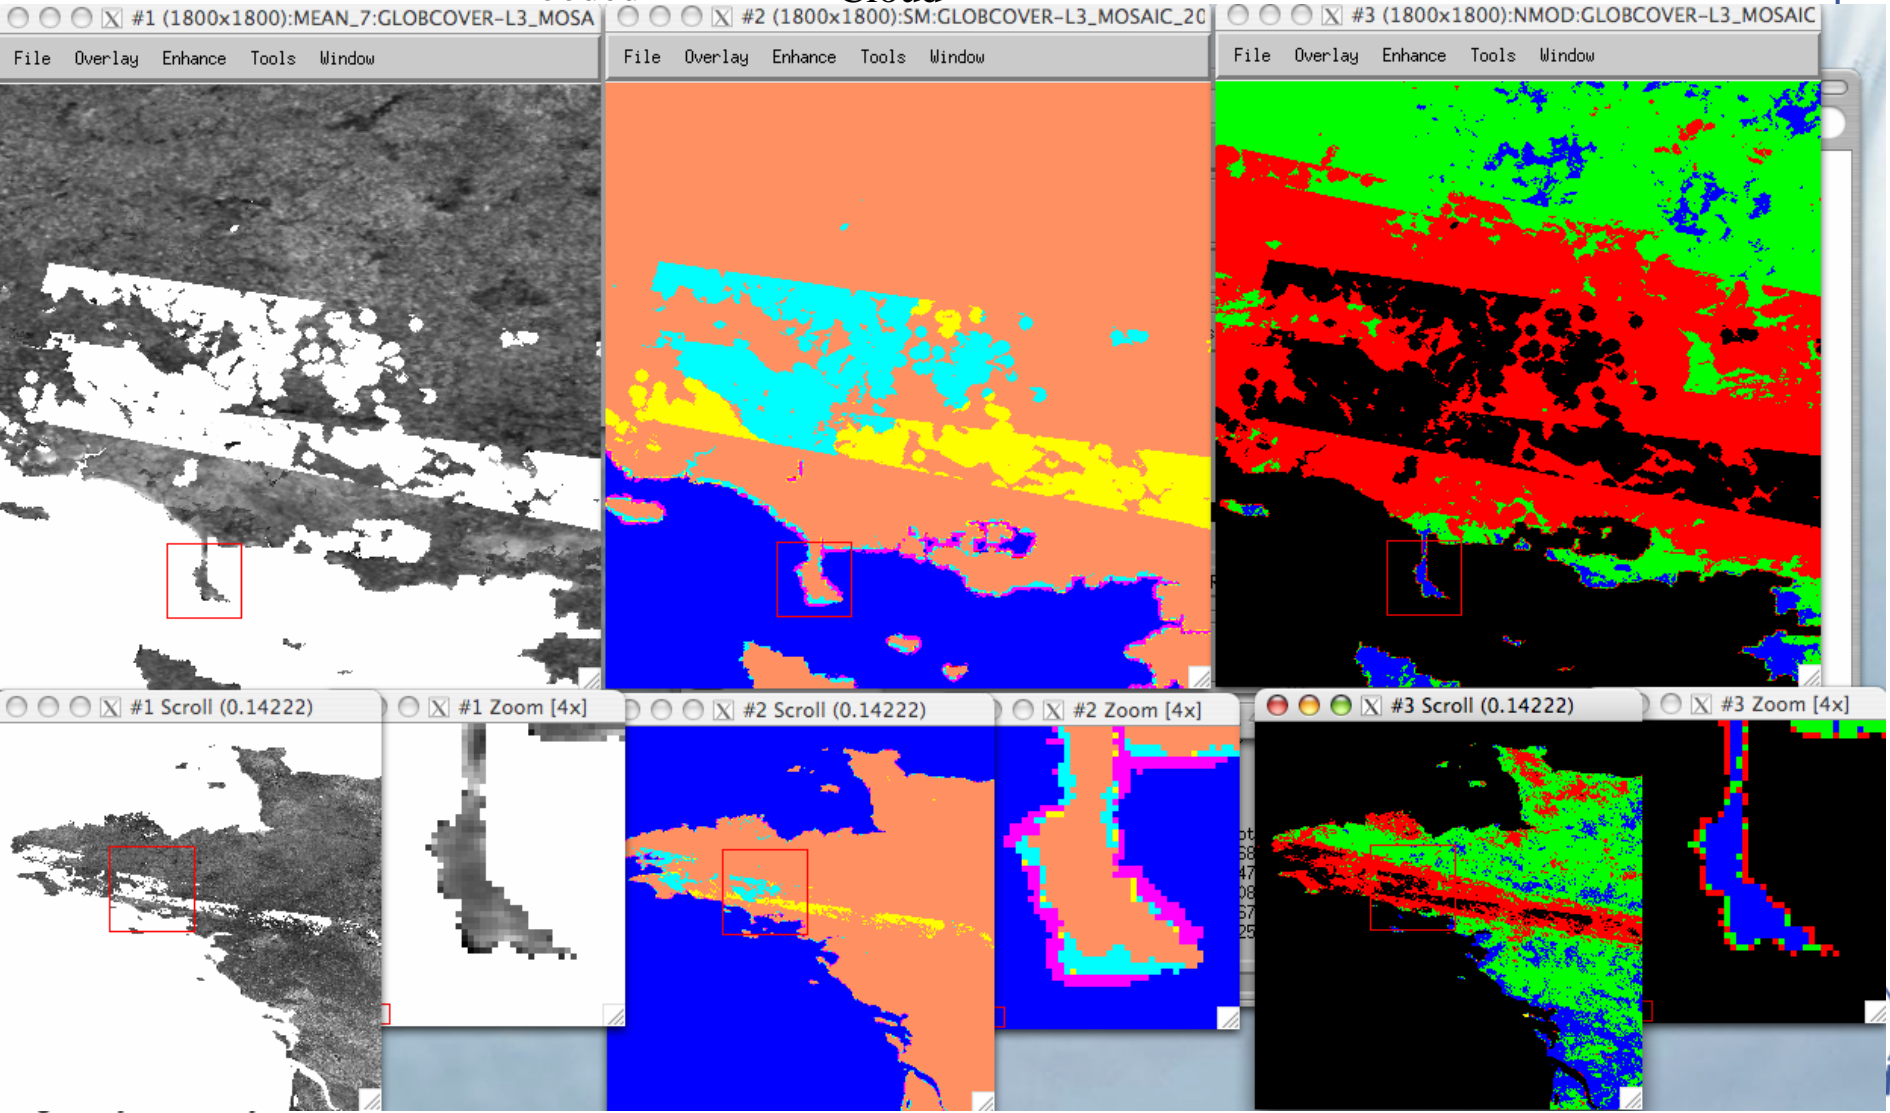 Cloud
#1 (1800x1800):MEAN_7:GLOBCOVER-L3_MOSA
File Overlay Enhance Tools Window
#2 (1800x1800):SM:GLOBCOVER-L3_MOSAIC_20
File Overlay Enhance Tools Window
#3 (1800x1800):NMOD:GLOBCOVER-L3_MOSAIC
File Overlay Enhance Tools Window
#1 Scroll (0.14222)
#1 Zoom [4x]
#2 Scroll (0.14222)
#2 Zoom [4x]
#3 Scroll (0.14222)
#3 Zoom [4x]